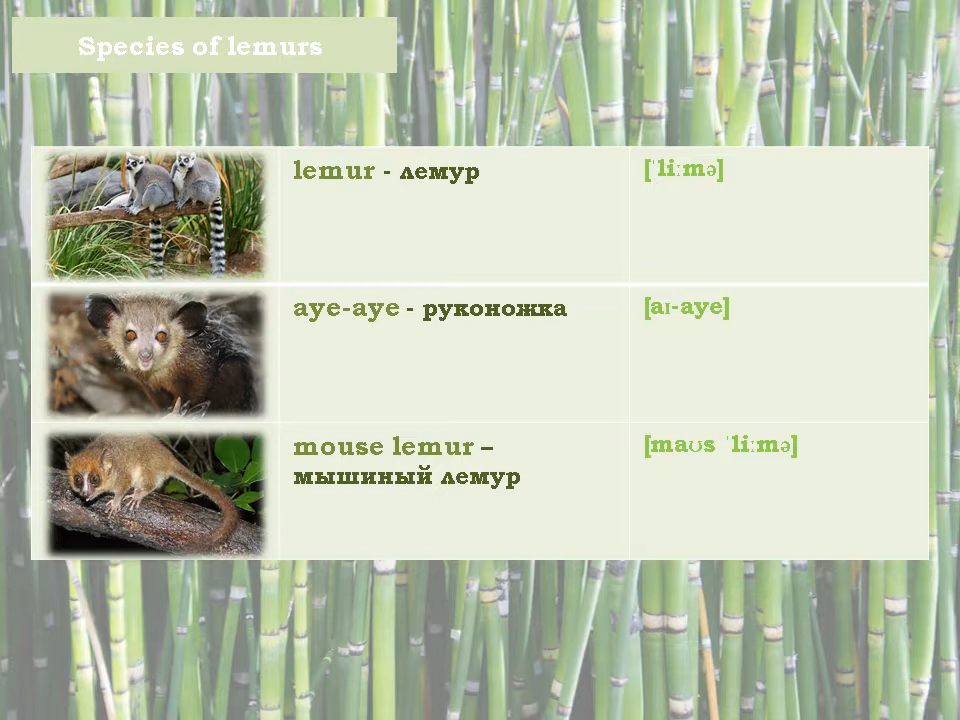 Species of lemurs
lemur - лемур
[ˈliːmə]
aye-aye - руконожка
[aɪ-aye]
mouse lemur –
мышиный лемур
[maʊs ˈliːmə]